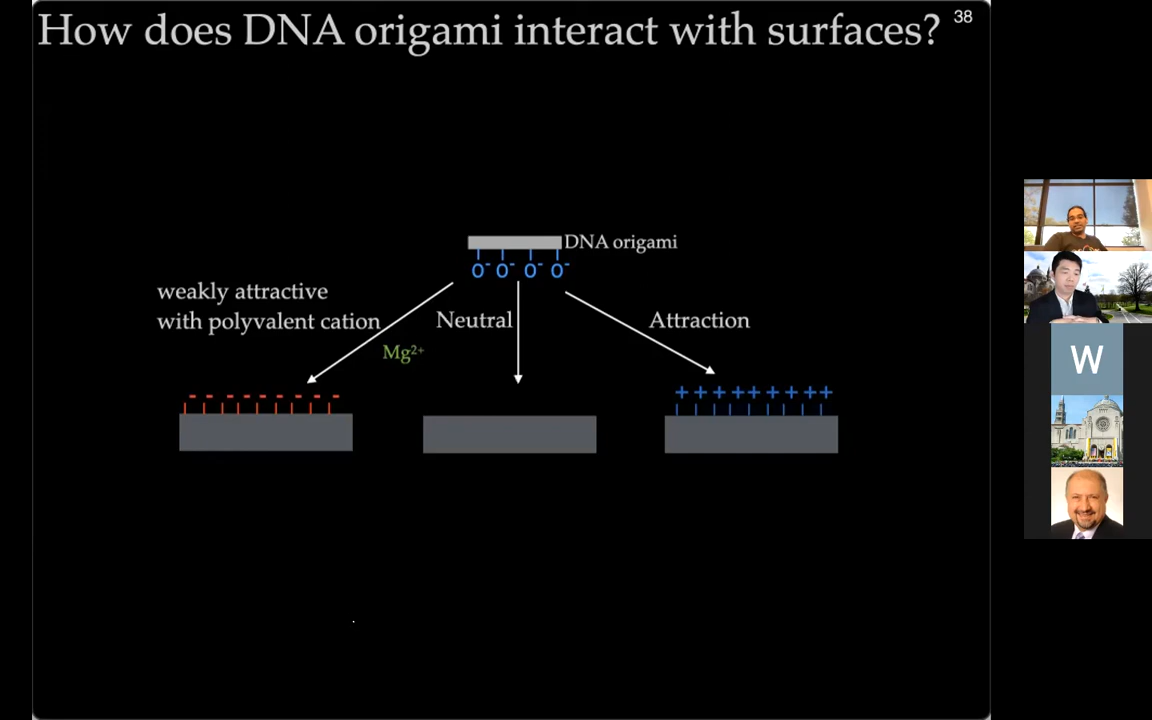 How does DNA origami interact with surfaces?
38
DNA origami
O⁻ O⁻ O⁻ O⁻
weakly attractive
with polyvalent cation
Neutral
Attraction
Mg²⁺
- - - - - - - - -
+ + + + + + + + +
W